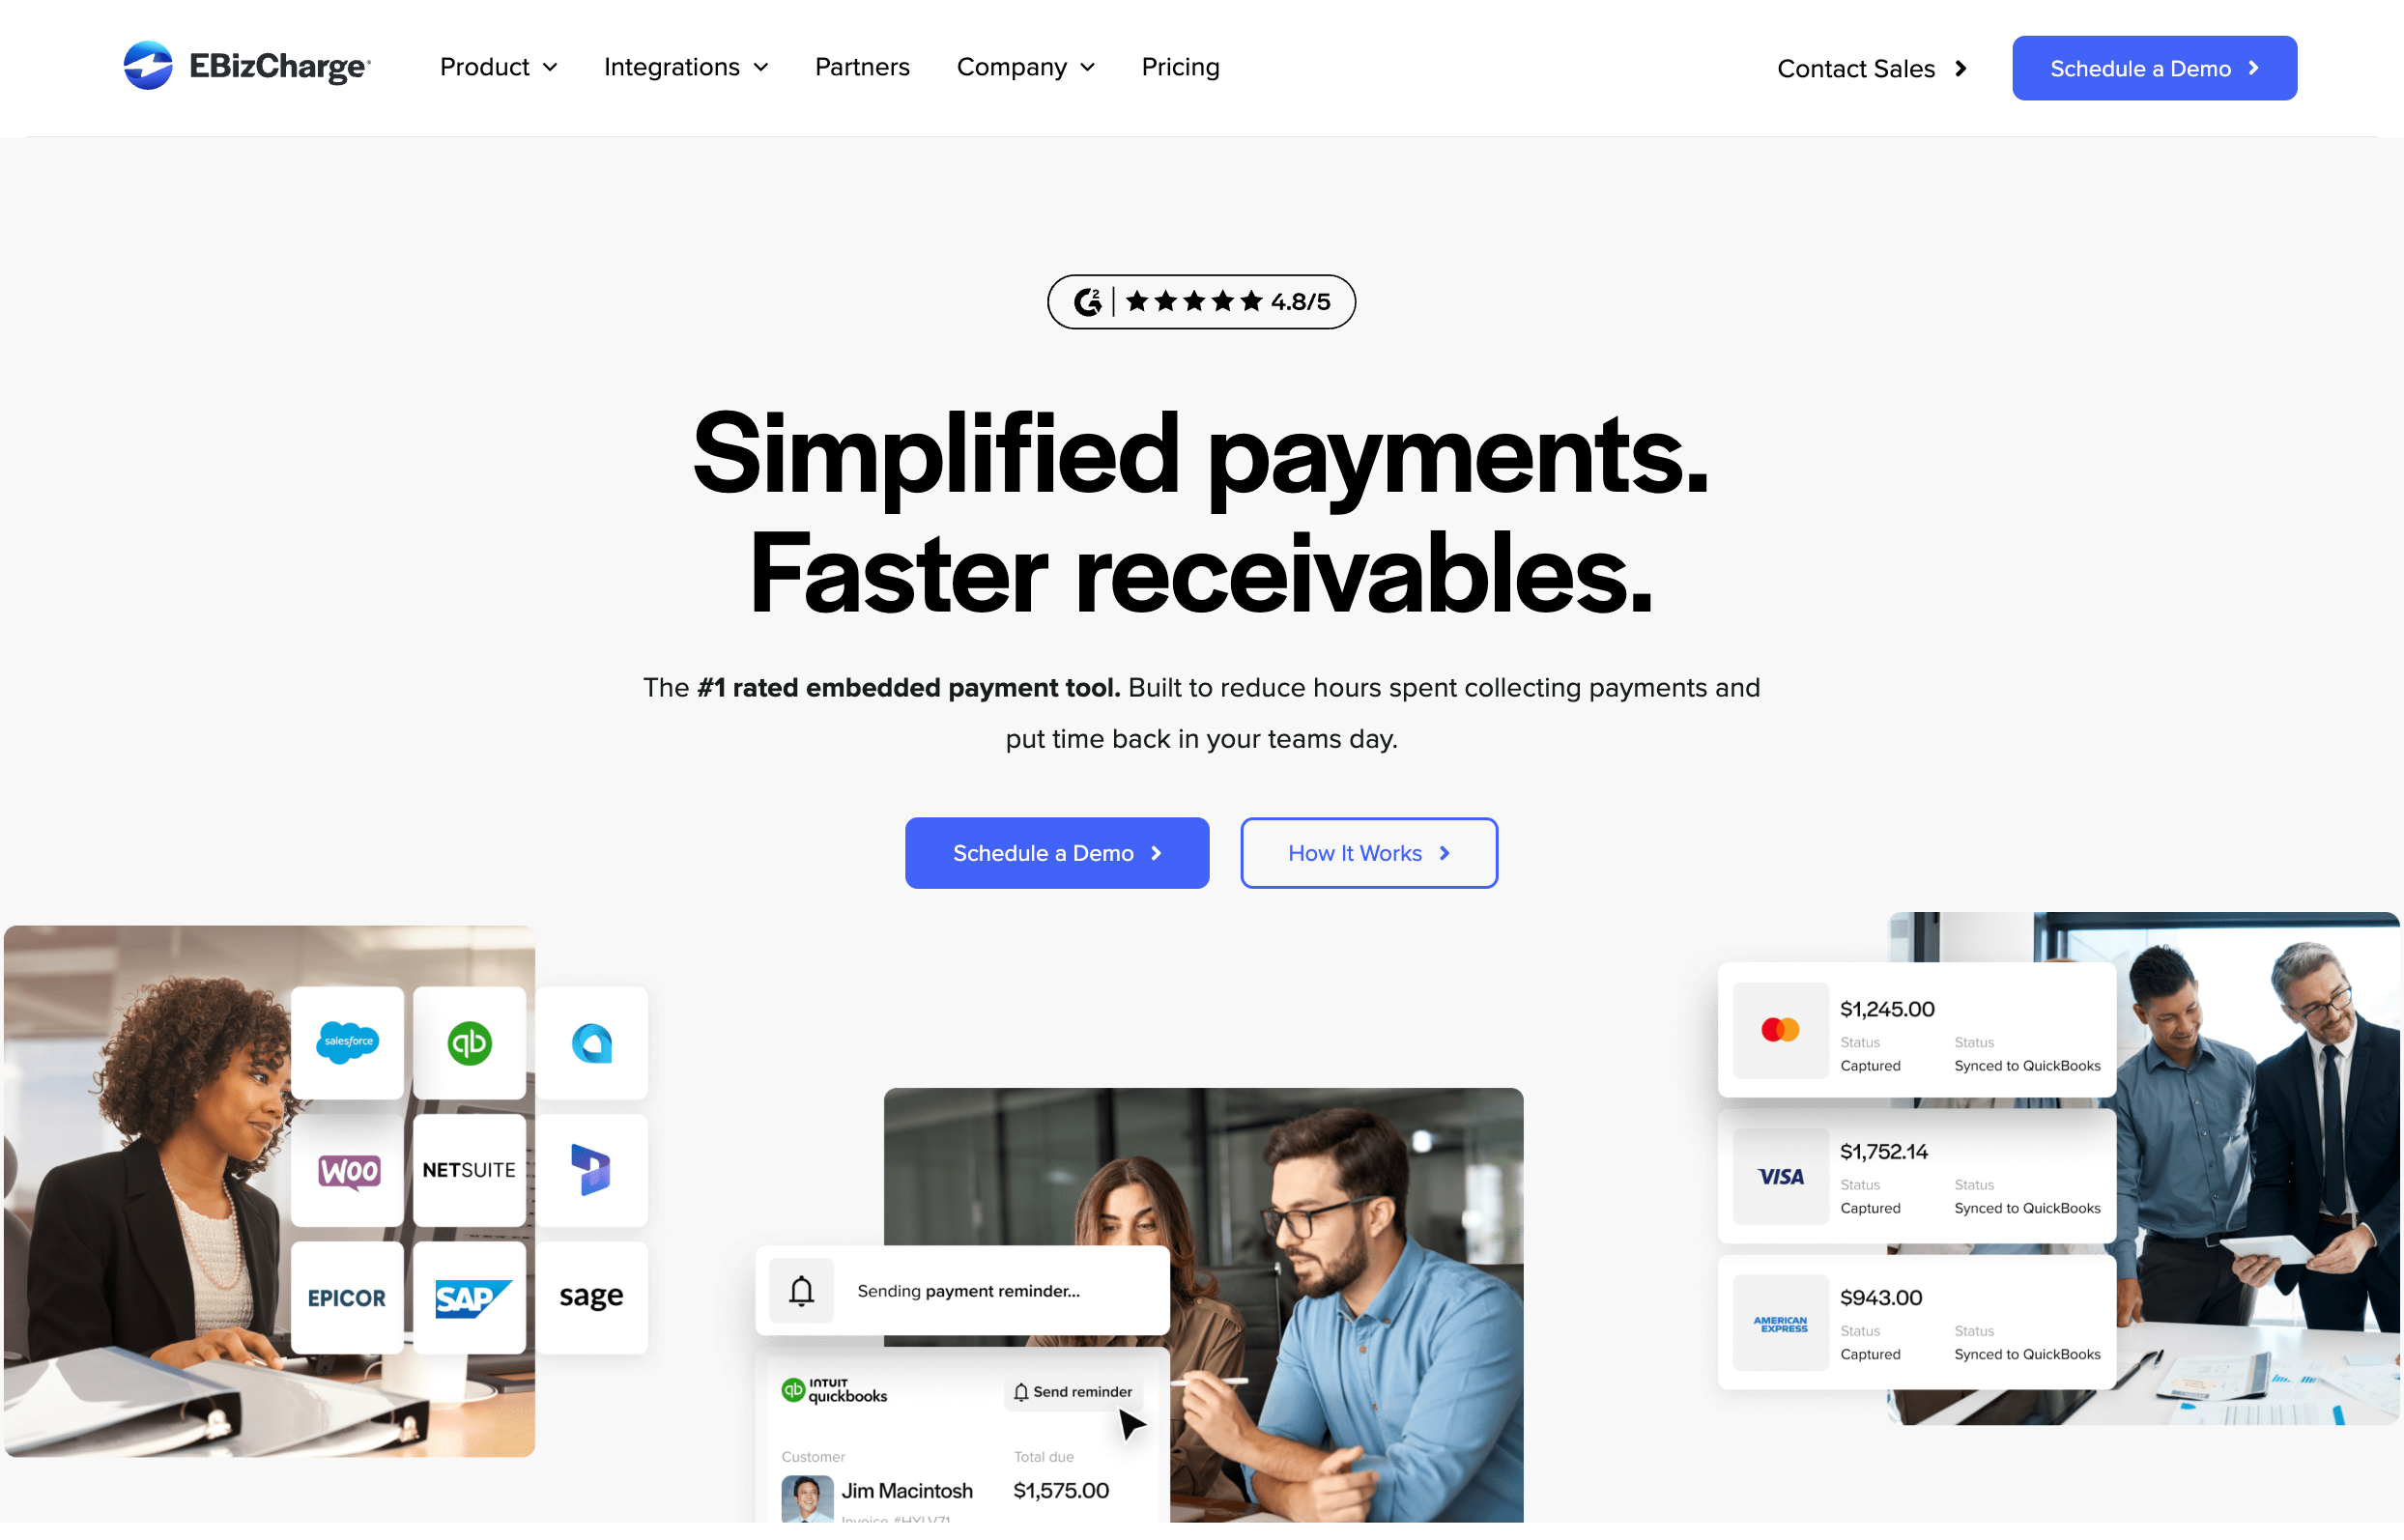 EBizCharge
Product
Integrations
Partners
Company
Pricing
Contact Sales
Schedule a Demo
G2 | ★★★★★ 4.8/5
Simplified payments.
Faster receivables.
The #1 rated embedded payment tool. Built to reduce hours spent collecting payments and
put time back in your teams day.
Schedule a Demo
How It Works
salesforce
qb
WOO
NETSUITE
EPICOR
SAP
sage
Sending payment reminder...
qb INTUIT
quickbooks
Send reminder
Customer
Total due
Jim Macintosh
$1,575.00
$1,245.00
Status
Status
Captured
Synced to QuickBooks
VISA
$1,752.14
Status
Status
Captured
Synced to QuickBooks
AMERICAN
EXPRESS
$943.00
Status
Status
Captured
Synced to QuickBooks